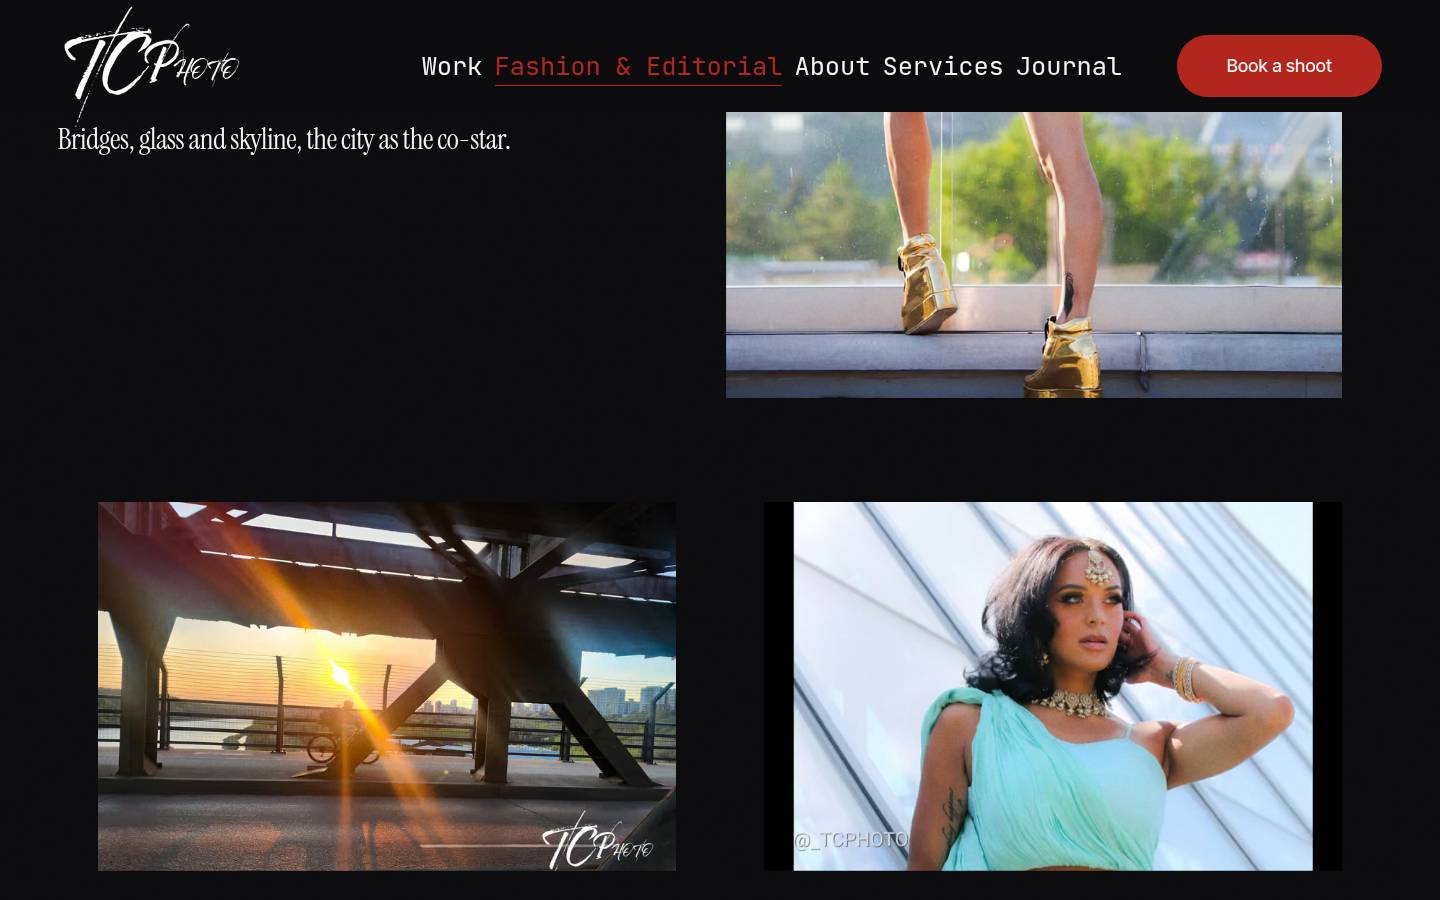 TCPHOTO
Work Fashion & Editorial About Services Journal
Book a shoot
Bridges, glass and skyline, the city as the co-star.
TCPHOTO
@_TCPHOTO